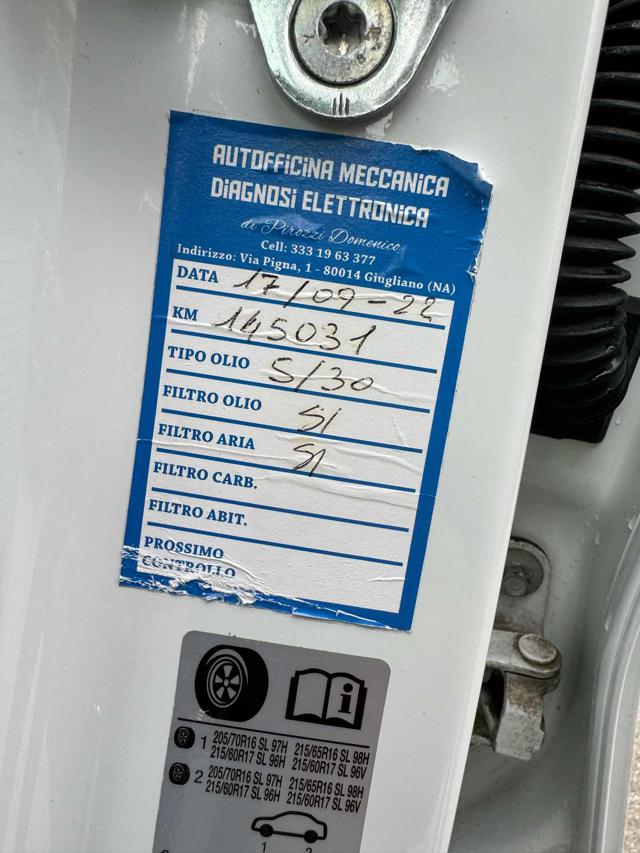 AUTOFFICINA MECCANICA
DiAGNOSi ELETTRONiCA
di Pirozzi Domenico
Cell: 333 19 63 377
Indirizzo: Via Pigna, 1 - 80014 Giugliano (NA)
DATA 17/09-22
KM 145031
TIPO OLIO 5/30
FILTRO OLIO SI
FILTRO ARIA SI
FILTRO CARB.
FILTRO ABIT.
PROSSIMO
CONTROLLO
i
1 205/70R16 SL 97H 215/65R16 SL 98H
215/60R17 SL 96H 215/60R17 SL 96V
2 205/70R16 SL 97H 215/65R16 SL 98H
215/60R17 SL 96H 215/60R17 SL 96V
1 2